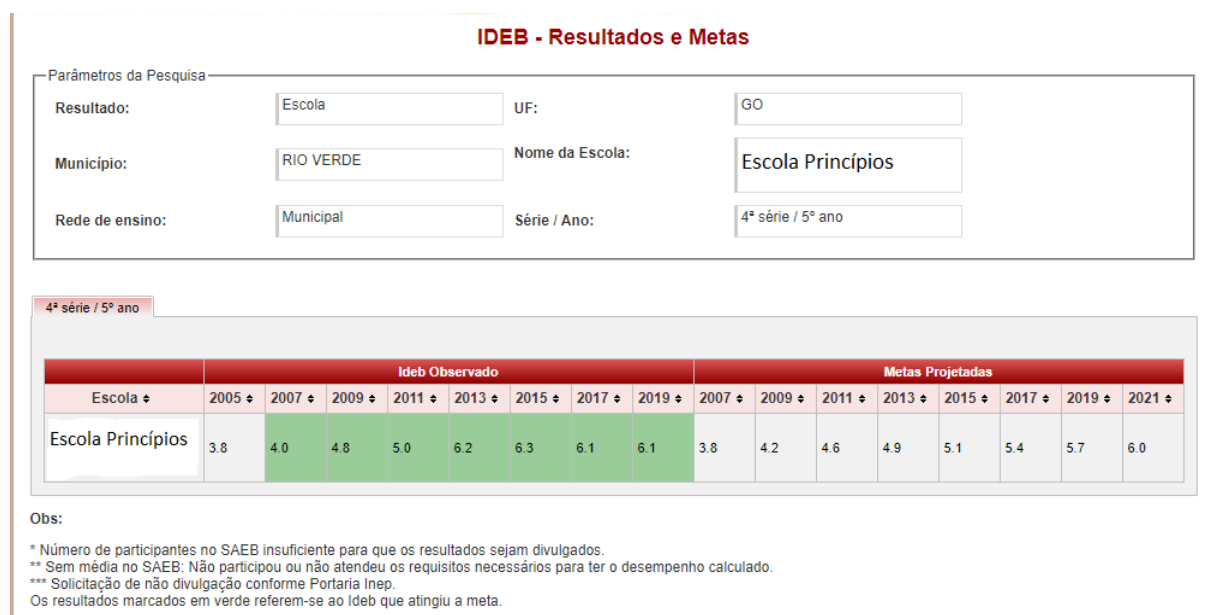 IDEB - Resultados e Metas
Parâmetros da Pesquisa
Resultado: Escola UF: GO
Município: RIO VERDE Nome da Escola: Escola Princípios
Rede de ensino: Municipal Série / Ano: 4ª série / 5º ano
4ª série / 5º ano
Ideb Observado Metas Projetadas
Escola 2005 2007 2009 2011 2013 2015 2017 2019 2007 2009 2011 2013 2015 2017 2019 2021
Escola Princípios 3.8 4.0 4.8 5.0 6.2 6.3 6.1 6.1 3.8 4.2 4.6 4.9 5.1 5.4 5.7 6.0
Obs:
* Número de participantes no SAEB insuficiente para que os resultados sejam divulgados.
** Sem média no SAEB: Não participou ou não atendeu os requisitos necessários para ter o desempenho calculado.
*** Solicitação de não divulgação conforme Portaria Inep.
Os resultados marcados em verde referem-se ao Ideb que atingiu a meta.